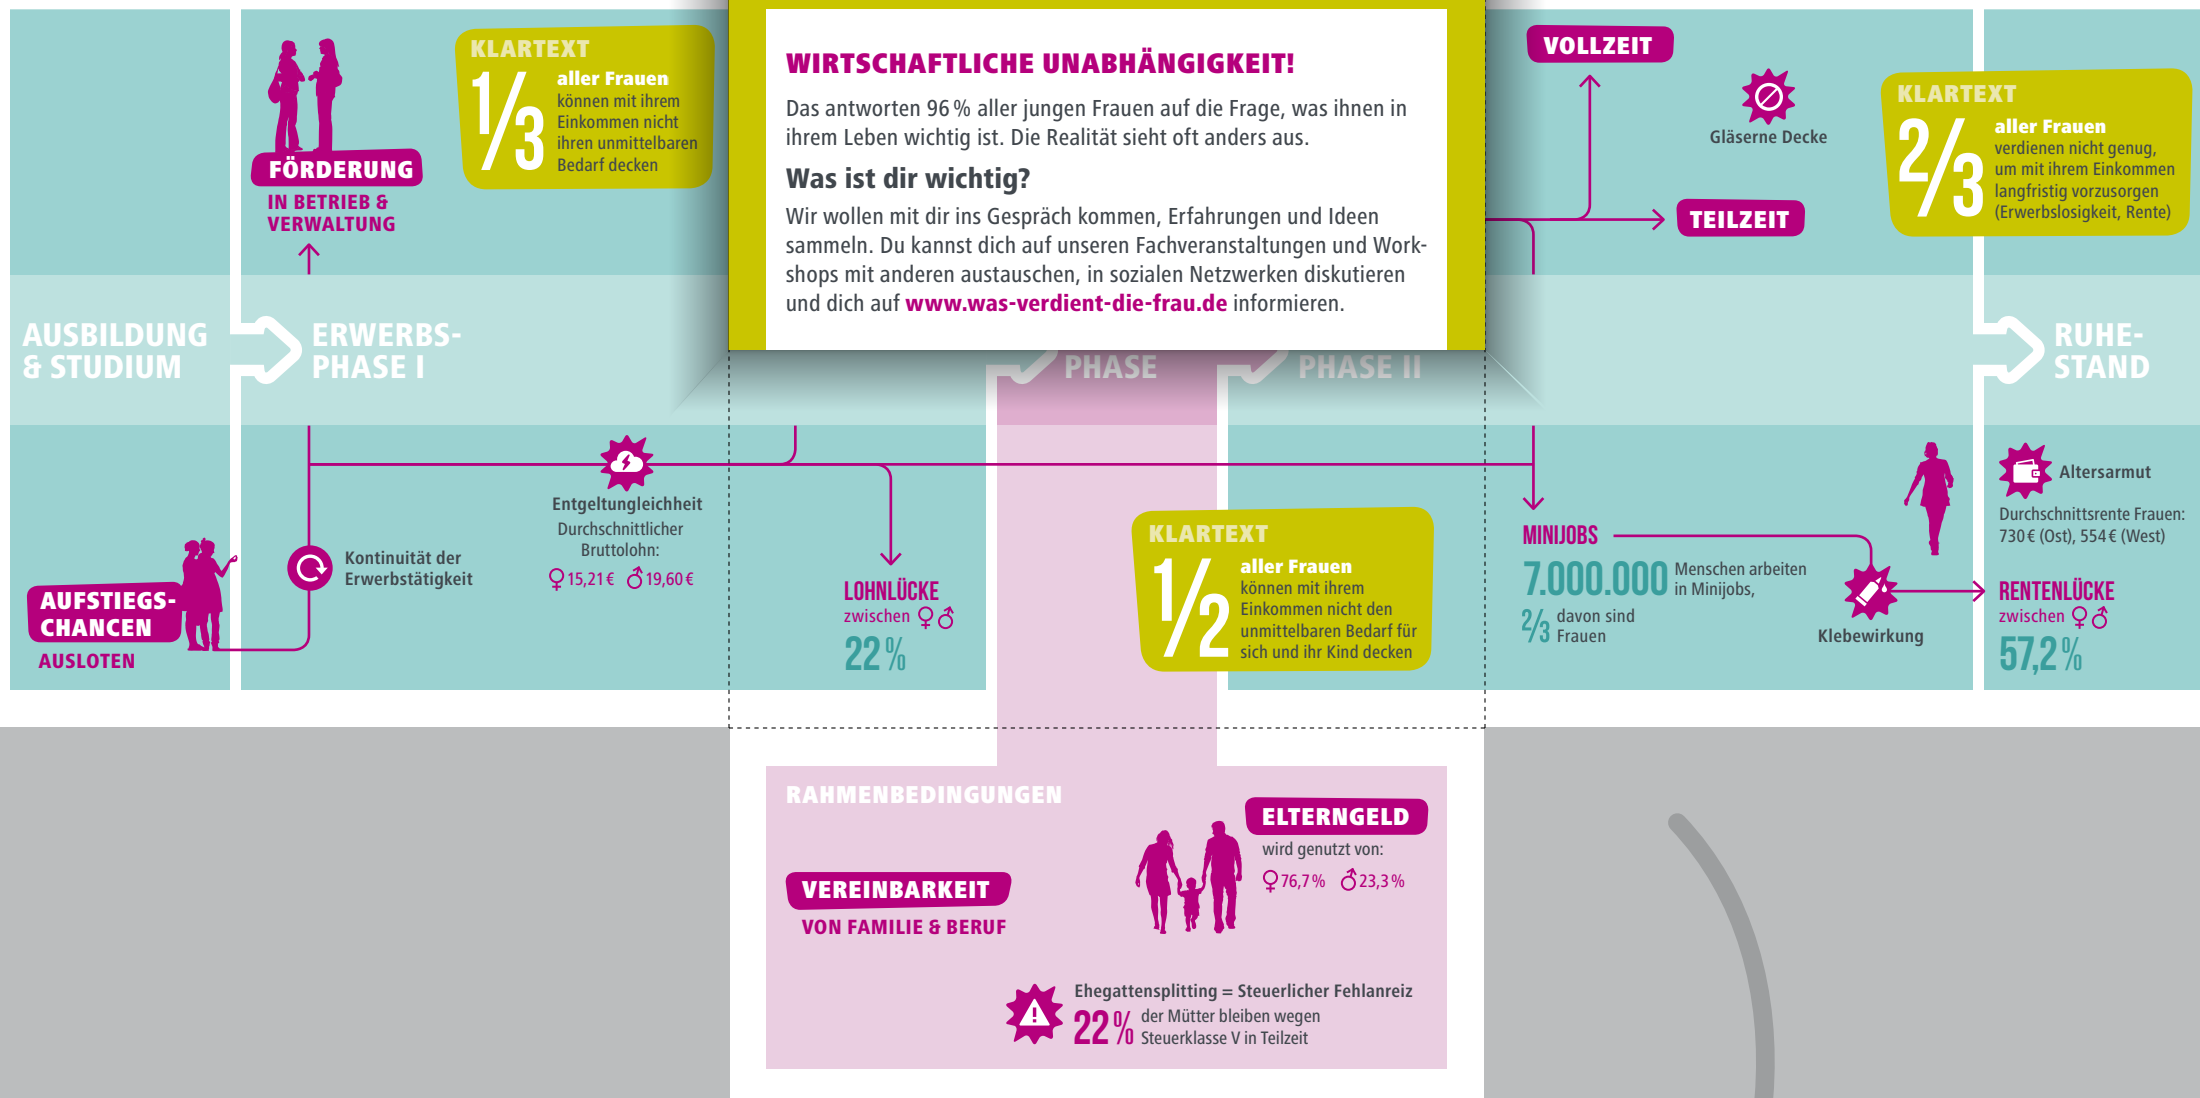 KLARTEXT
1/3
aller Frauen
können mit ihrem
Einkommen nicht
ihren unmittelbaren
Bedarf decken
FÖRDERUNG
IN BETRIEB &
VERWALTUNG
WIRTSCHAFTLICHE UNABHÄNGIGKEIT!
Das antworten 96 % aller jungen Frauen auf die Frage, was ihnen in
ihrem Leben wichtig ist. Die Realität sieht oft anders aus.
Was ist dir wichtig?
Wir wollen mit dir ins Gespräch kommen, Erfahrungen und Ideen
sammeln. Du kannst dich auf unseren Fachveranstaltungen und Work-
shops mit anderen austauschen, in sozialen Netzwerken diskutieren
und dich auf www.was-verdient-die-frau.de informieren.
VOLLZEIT
TEILZEIT
Gläserne Decke
KLARTEXT
2/3
aller Frauen
verdienen nicht genug,
um mit ihrem Einkommen
langfristig vorzusorgen
(Erwerbslosigkeit, Rente)
AUSBILDUNG
& STUDIUM
ERWERBS-
PHASE I
PHASE
PHASE II
RUHE-
STAND
AUFSTIEGS-
CHANCEN
AUSLOTEN
Kontinuität der
Erwerbstätigkeit
Entgeltungleichheit
Durchschnittlicher
Bruttolohn:
♀ 15,21 € ♂ 19,60 €
LOHNLÜCKE
zwischen ♀ ♂
22 %
KLARTEXT
1/2
aller Frauen
können mit ihrem
Einkommen nicht den
unmittelbaren Bedarf für
sich und ihr Kind decken
MINIJOBS
7.000.000 Menschen arbeiten
in Minijobs,
2/3 davon sind
Frauen
Klebewirkung
Altersarmut
Durchschnittsrente Frauen:
730 € (Ost), 554 € (West)
RENTENLÜCKE
zwischen ♀ ♂
57,2 %
RAHMENBEDINGUNGEN
VEREINBARKEIT
VON FAMILIE & BERUF
ELTERNGELD
wird genutzt von:
♀ 76,7 % ♂ 23,3 %
Ehegattensplitting = Steuerlicher Fehlanreiz
22 % der Mütter bleiben wegen
Steuerklasse V in Teilzeit